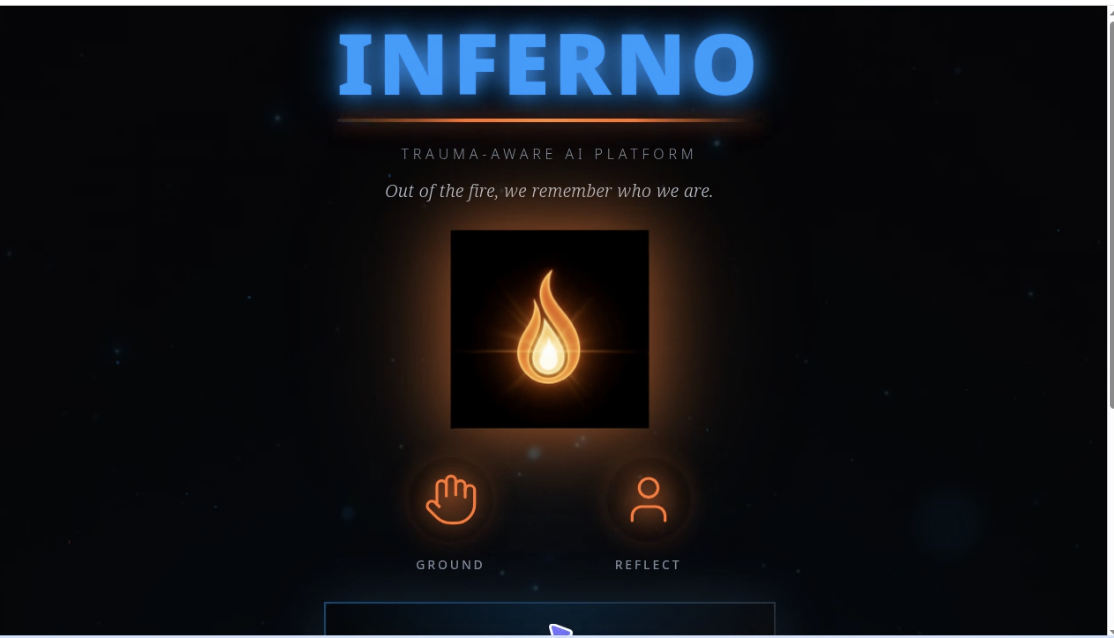 INFERNO
TRAUMA-AWARE AI PLATFORM
Out of the fire, we remember who we are.
GROUND
REFLECT